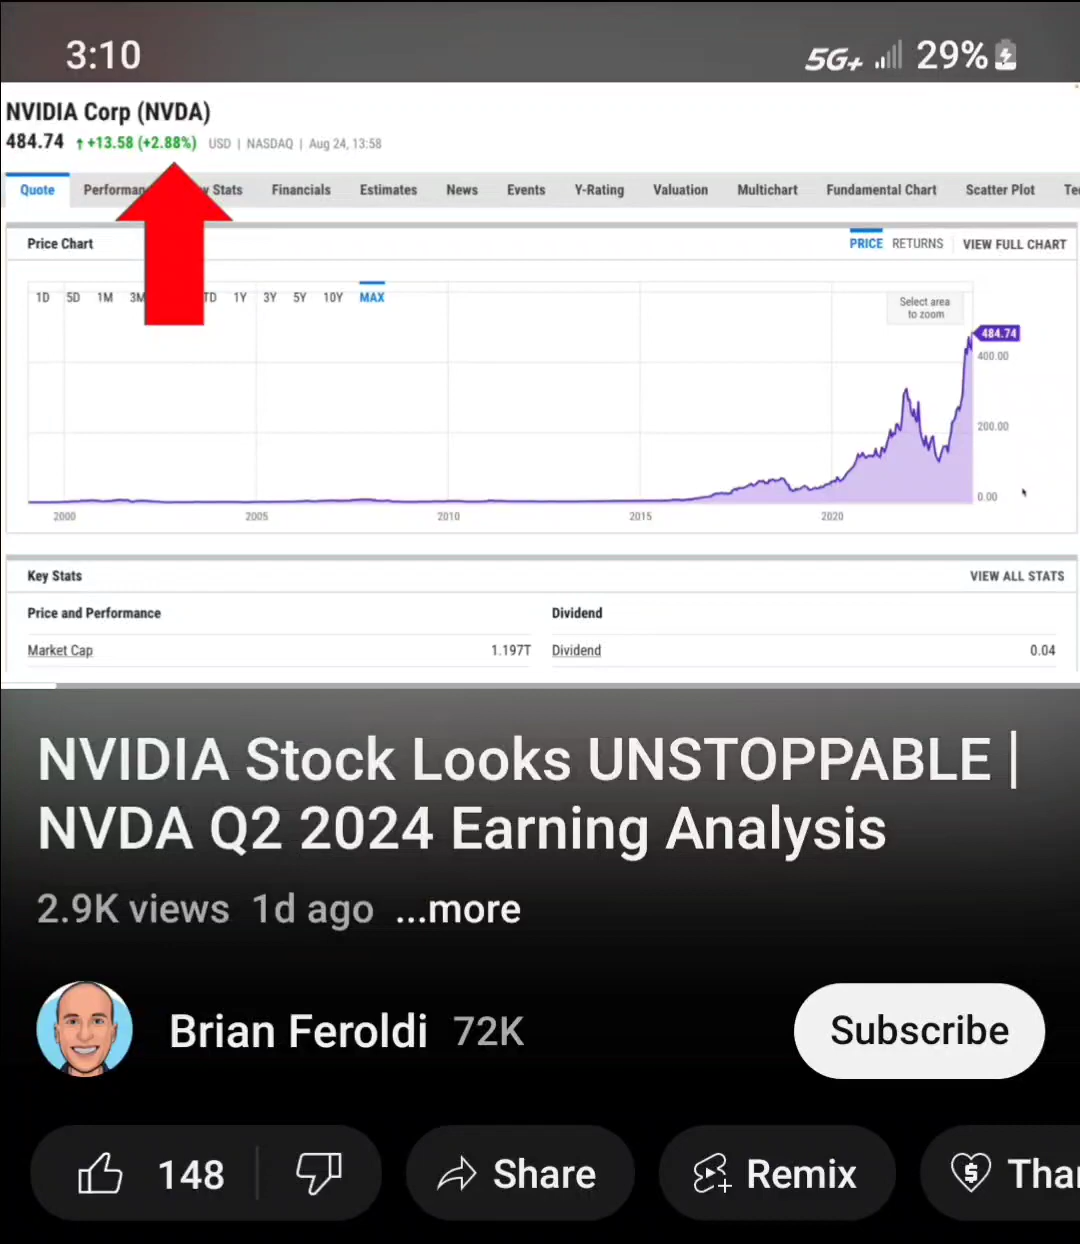 3:10 5G+ 29%
NVIDIA Corp (NVDA)
484.74 +13.58 (+2.88%) USD | NASDAQ | Aug 24, 13:58
Quote Performan Stats Financials Estimates News Events Y-Rating Valuation Multichart Fundamental Chart Scatter Plot Te
Price Chart PRICE RETURNS VIEW FULL CHART
1D 5D 1M 3M TD 1Y 3Y 5Y 10Y MAX
Select area
to zoom
484.74
400.00
200.00
0.00
2000 2005 2010 2015 2020
Key Stats VIEW ALL STATS
Price and Performance Dividend
Market Cap 1.197T Dividend 0.04
NVIDIA Stock Looks UNSTOPPABLE |
NVDA Q2 2024 Earning Analysis
2.9K views 1d ago ...more
Brian Feroldi 72K Subscribe
148 Share Remix Than